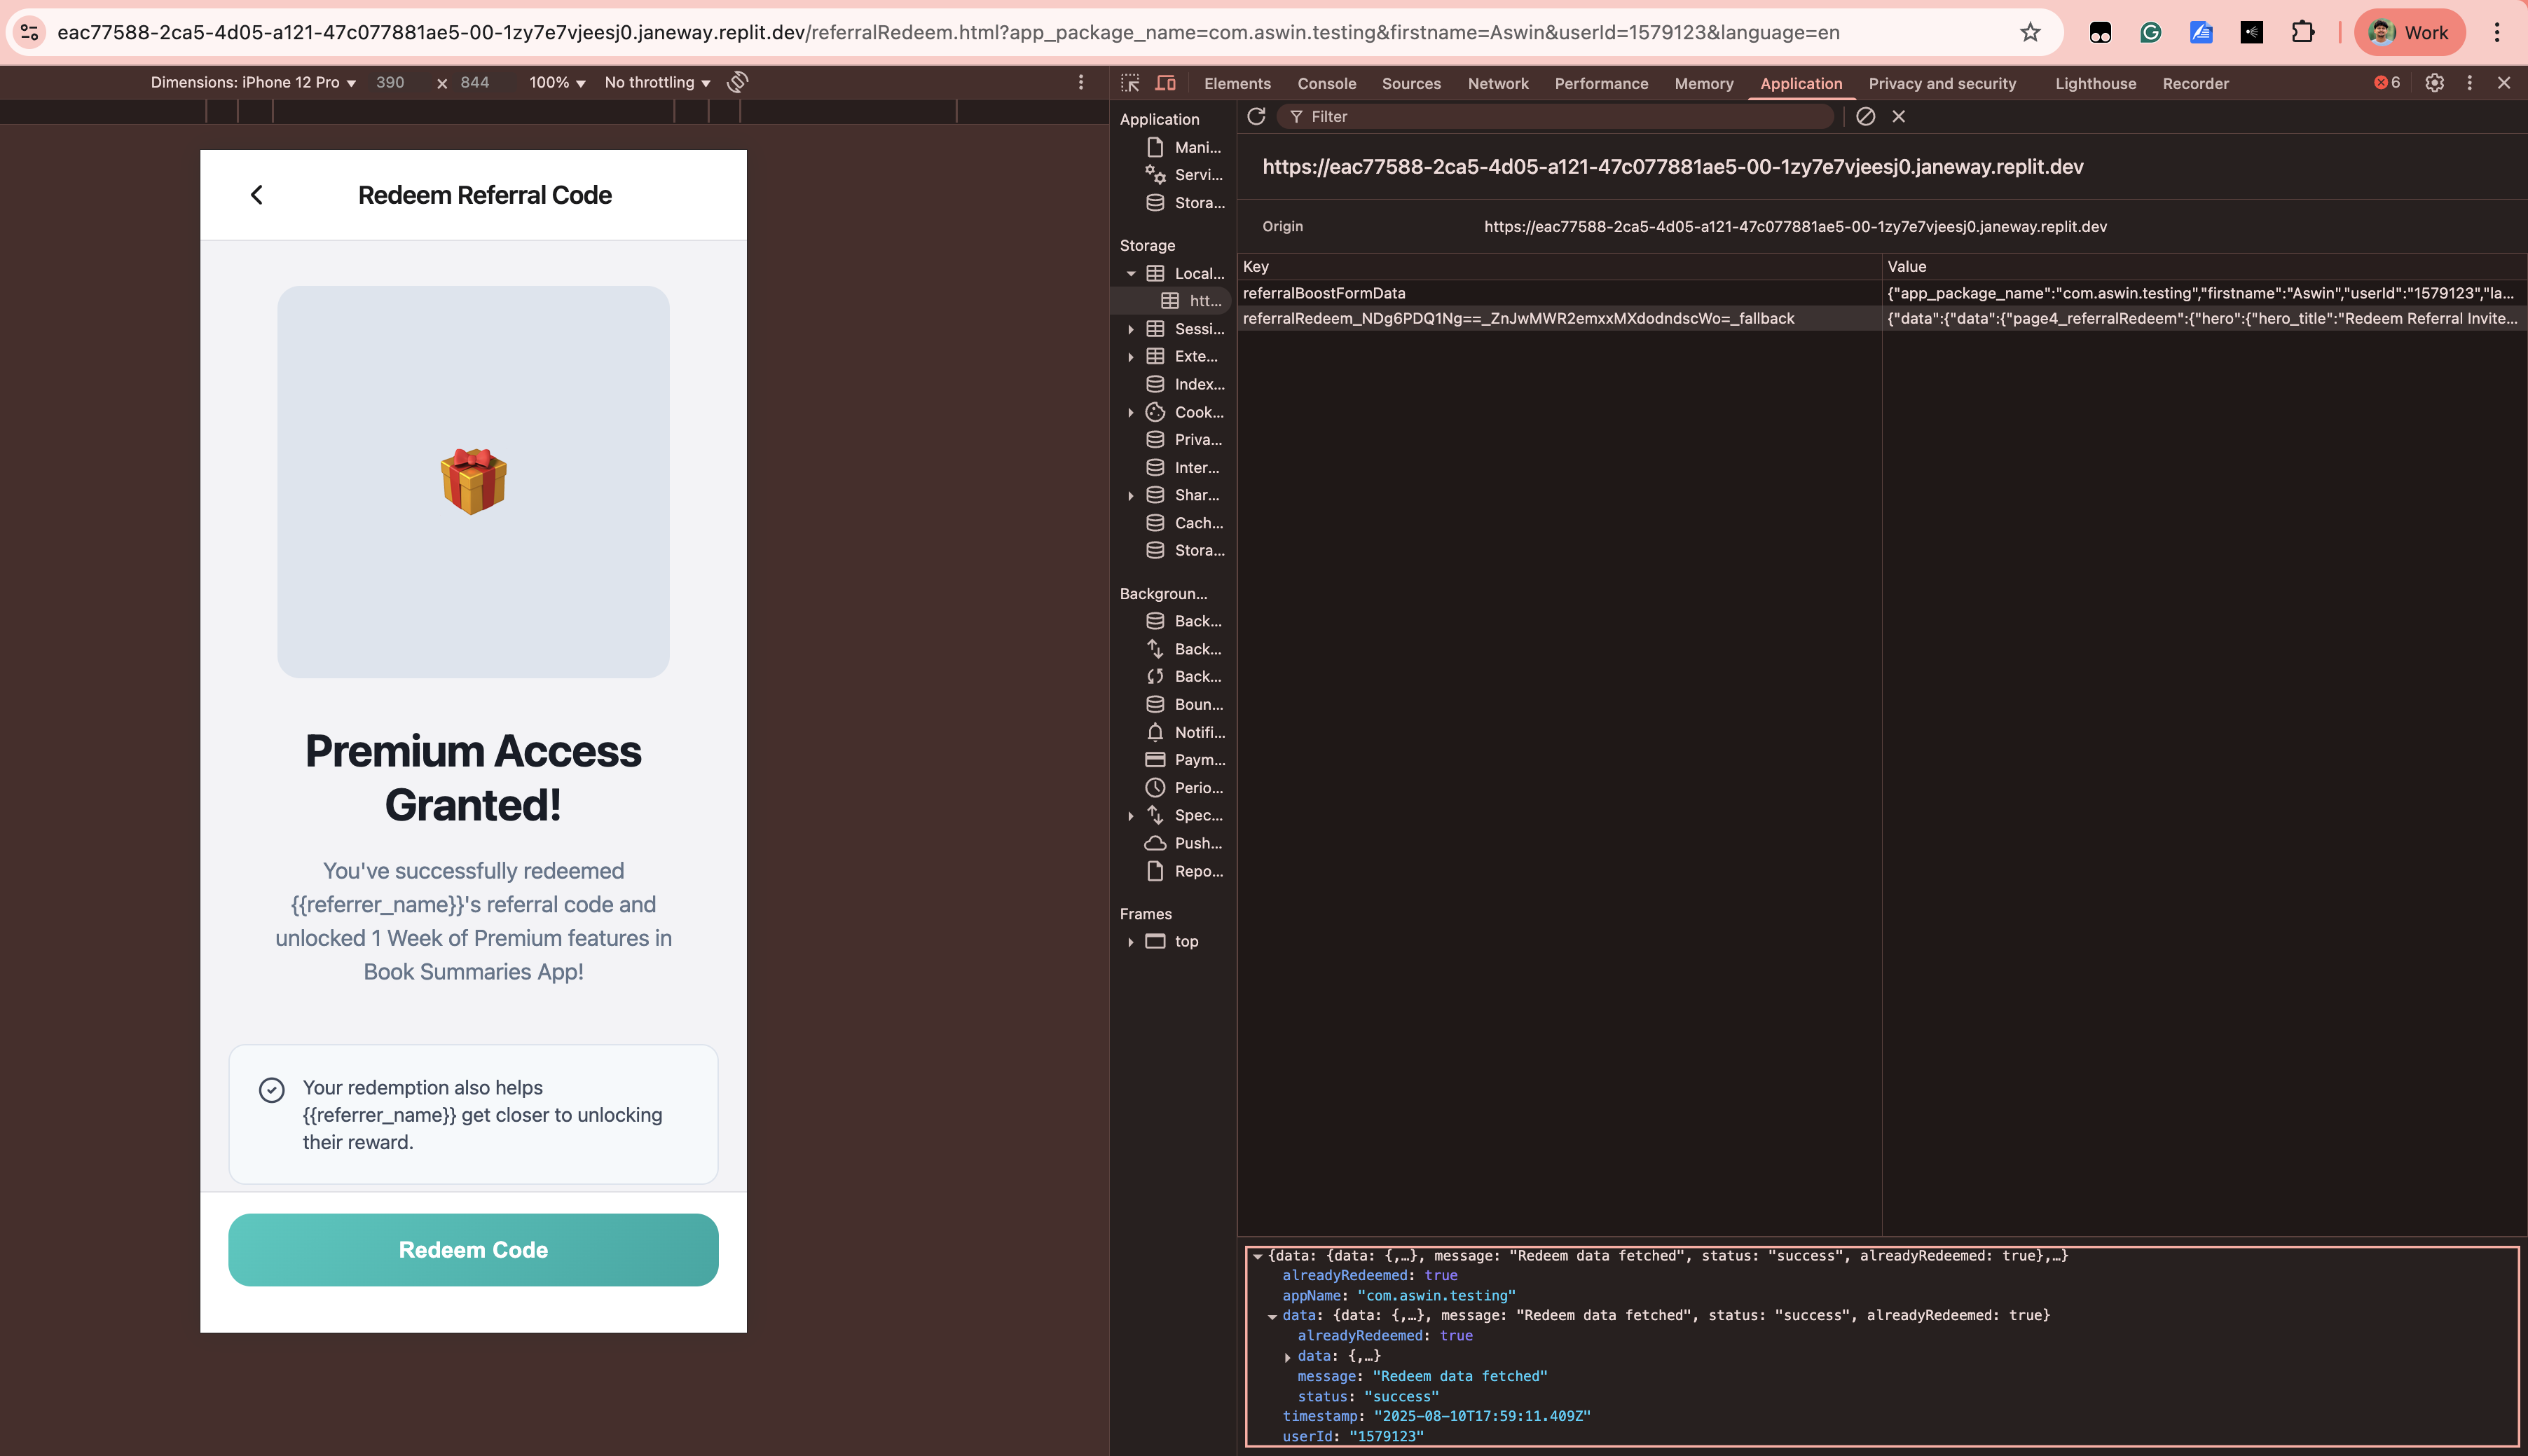 eac77588-2ca5-4d05-a121-47c077881ae5-00-1zy7e7vjeesj0.janeway.replit.dev/referralRedeem.html?app_package_name=com.aswin.testing&firstname=Aswin&userId=1579123&language=en
Work
Dimensions: iPhone 12 Pro 390 x 844 100% No throttling
Elements Console Sources Network Performance Memory Application Privacy and security Lighthouse Recorder 6
Redeem Referral Code
Premium Access
Granted!
You've successfully redeemed
{{referrer_name}}'s referral code and
unlocked 1 Week of Premium features in
Book Summaries App!
Your redemption also helps
{{referrer_name}} get closer to unlocking
their reward.
Redeem Code
Application
Mani...
Servi...
Stora...
Storage
Local...
htt...
Sessi...
Exte...
Index...
Cook...
Priva...
Inter...
Shar...
Cach...
Stora...
Backgroun...
Back...
Back...
Back...
Boun...
Notifi...
Paym...
Perio...
Spec...
Push...
Repo...
Frames
top
Filter
https://eac77588-2ca5-4d05-a121-47c077881ae5-00-1zy7e7vjeesj0.janeway.replit.dev
Origin https://eac77588-2ca5-4d05-a121-47c077881ae5-00-1zy7e7vjeesj0.janeway.replit.dev
Key Value
referralBoostFormData {"app_package_name":"com.aswin.testing","firstname":"Aswin","userId":"1579123","la...
referralRedeem_NDg6PDQ1Ng==_ZnJwMWR2emxxMXdodndscWo=_fallback {"data":{"data":{"page4_referralRedeem":{"hero":{"hero_title":"Redeem Referral Invite...
{data: {data: {,…}, message: "Redeem data fetched", status: "success", alreadyRedeemed: true},…}
alreadyRedeemed: true
appName: "com.aswin.testing"
data: {data: {,…}, message: "Redeem data fetched", status: "success", alreadyRedeemed: true}
alreadyRedeemed: true
data: {,…}
message: "Redeem data fetched"
status: "success"
timestamp: "2025-08-10T17:59:11.409Z"
userId: "1579123"